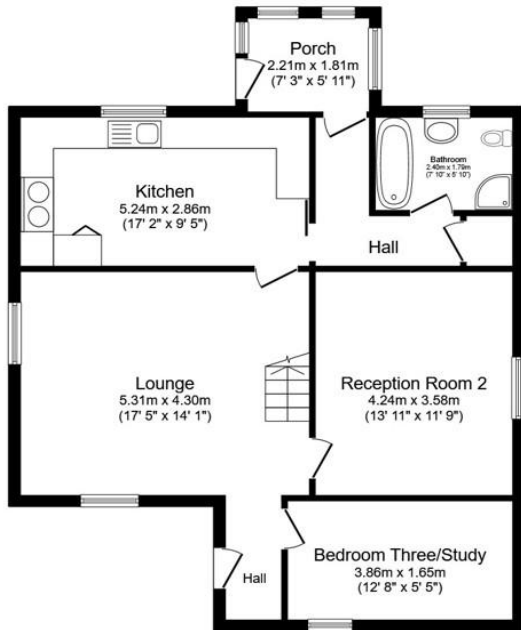 Porch
2.21m x 1.81m
(7' 3" x 5' 11")
Kitchen
5.24m x 2.86m
(17' 2" x 9' 5")
Bathroom
2.40m x 1.79m
(7' 10" x 5' 10")
Hall
Lounge
5.31m x 4.30m
(17' 5" x 14' 1")
Reception Room 2
4.24m x 3.58m
(13' 11" x 11' 9")
Hall
Bedroom Three/Study
3.86m x 1.65m
(12' 8" x 5' 5")